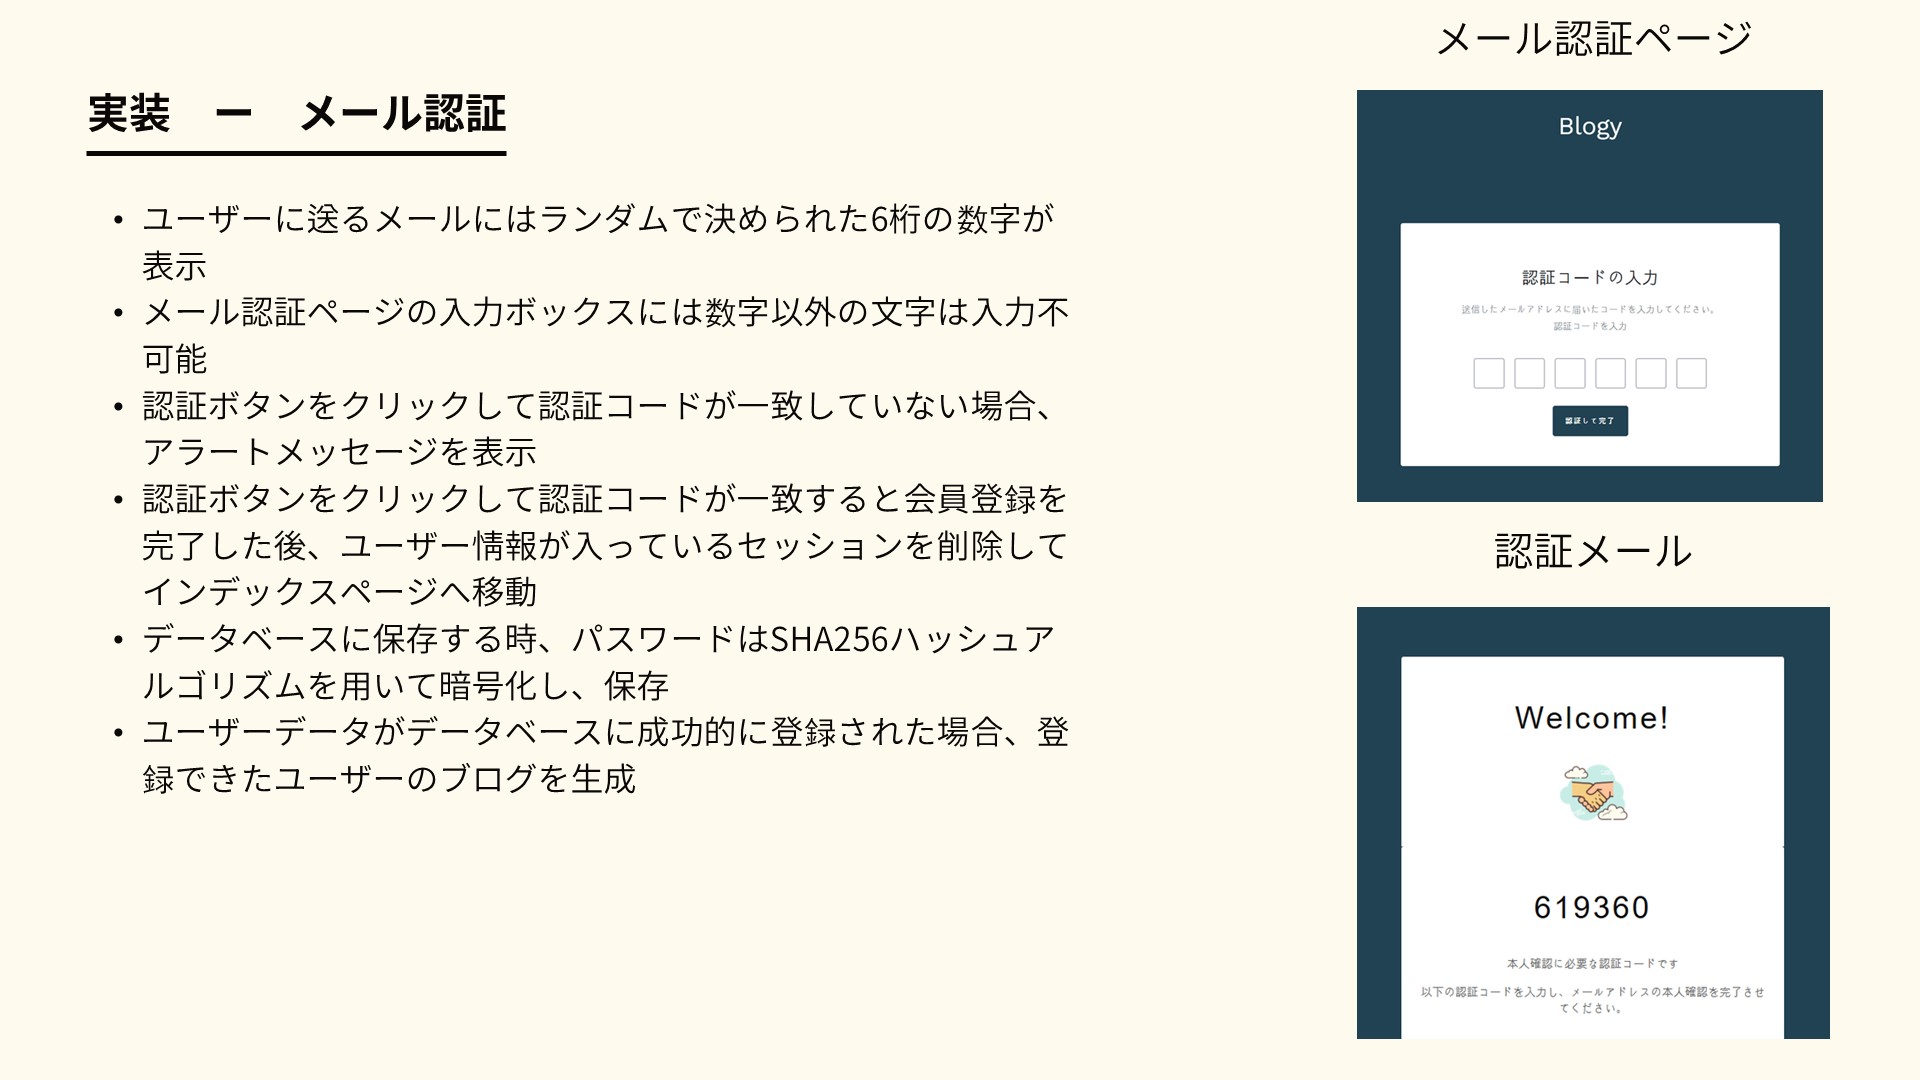 実装　ー　メール認証
• ユーザーに送るメールにはランダムで決められた6桁の数字が
表示
• メール認証ページの入力ボックスには数字以外の文字は入力不
可能
• 認証ボタンをクリックして認証コードが一致していない場合、
アラートメッセージを表示
• 認証ボタンをクリックして認証コードが一致すると会員登録を
完了した後、ユーザー情報が入っているセッションを削除して
インデックスページへ移動
• データベースに保存する時、パスワードはSHA256ハッシュア
ルゴリズムを用いて暗号化し、保存
• ユーザーデータがデータベースに成功的に登録された場合、登
録できたユーザーのブログを生成
メール認証ページ
Blogy
認証コードの入力
送信したメールアドレスに届いたコードを入力してください。
認証コードを入力
認証して完了
認証メール
Welcome!
619360
本人確認に必要な認証コードです
以下の認証コードを入力し、メールアドレスの本人確認を完了させ
てください。